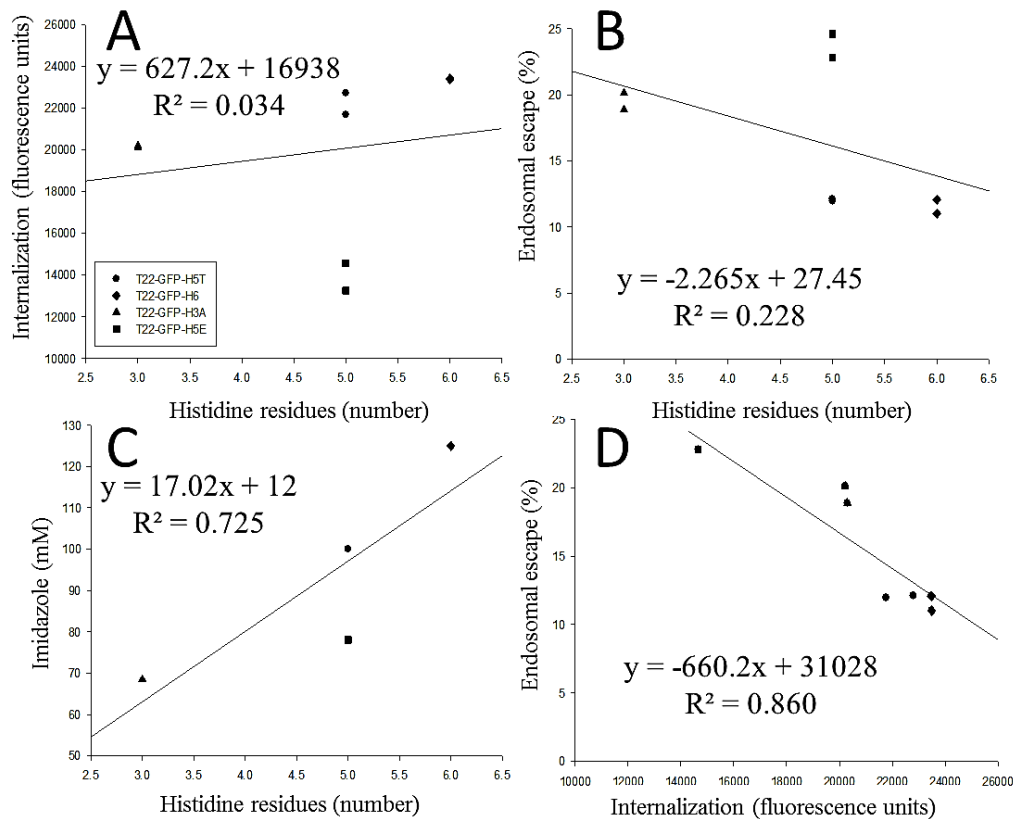 A
y = 627.2x + 16938
R² = 0.034
Internalization (fluorescence units)
26000
24000
22000
20000
18000
16000
14000
12000
10000
T22-GFP-H5T
T22-GFP-H6
T22-GFP-H3A
T22-GFP-H5E
2.5 3.0 3.5 4.0 4.5 5.0 5.5 6.0 6.5
Histidine residues (number)
B
Endosomal escape (%)
25
20
15
10
5
0
y = -2.265x + 27.45
R² = 0.228
2.5 3.0 3.5 4.0 4.5 5.0 5.5 6.0 6.5
Histidine residues (number)
C
y = 17.02x + 12
R² = 0.725
Imidazole (mM)
130
120
110
100
90
80
70
60
50
2.5 3.0 3.5 4.0 4.5 5.0 5.5 6.0 6.5
Histidine residues (number)
D
Endosomal escape (%)
25
20
15
10
5
0
y = -660.2x + 31028
R² = 0.860
10000 12000 14000 16000 18000 20000 22000 24000 26000
Internalization (fluorescence units)